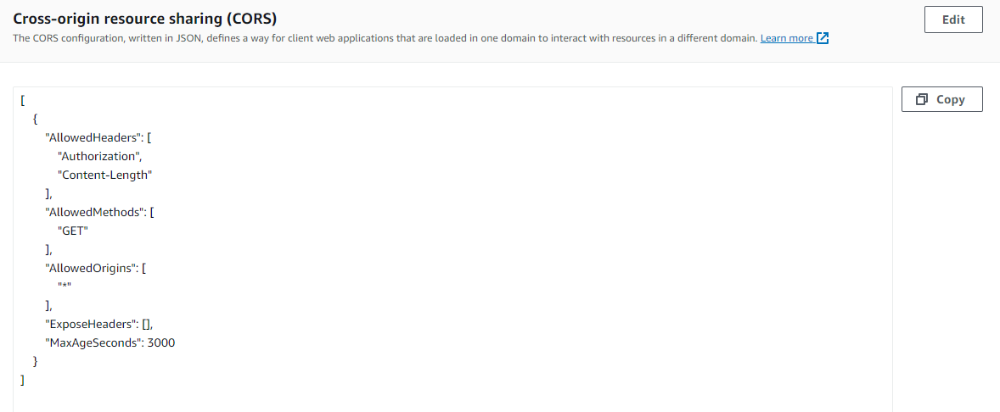 Cross-origin resource sharing (CORS)
Edit
The CORS configuration, written in JSON, defines a way for client web applications that are loaded in one domain to interact with resources in a different domain. Learn more
Copy
[
  {
    "AllowedHeaders": [
      "Authorization",
      "Content-Length"
    ],
    "AllowedMethods": [
      "GET"
    ],
    "AllowedOrigins": [
      "*"
    ],
    "ExposeHeaders": [],
    "MaxAgeSeconds": 3000
  }
]